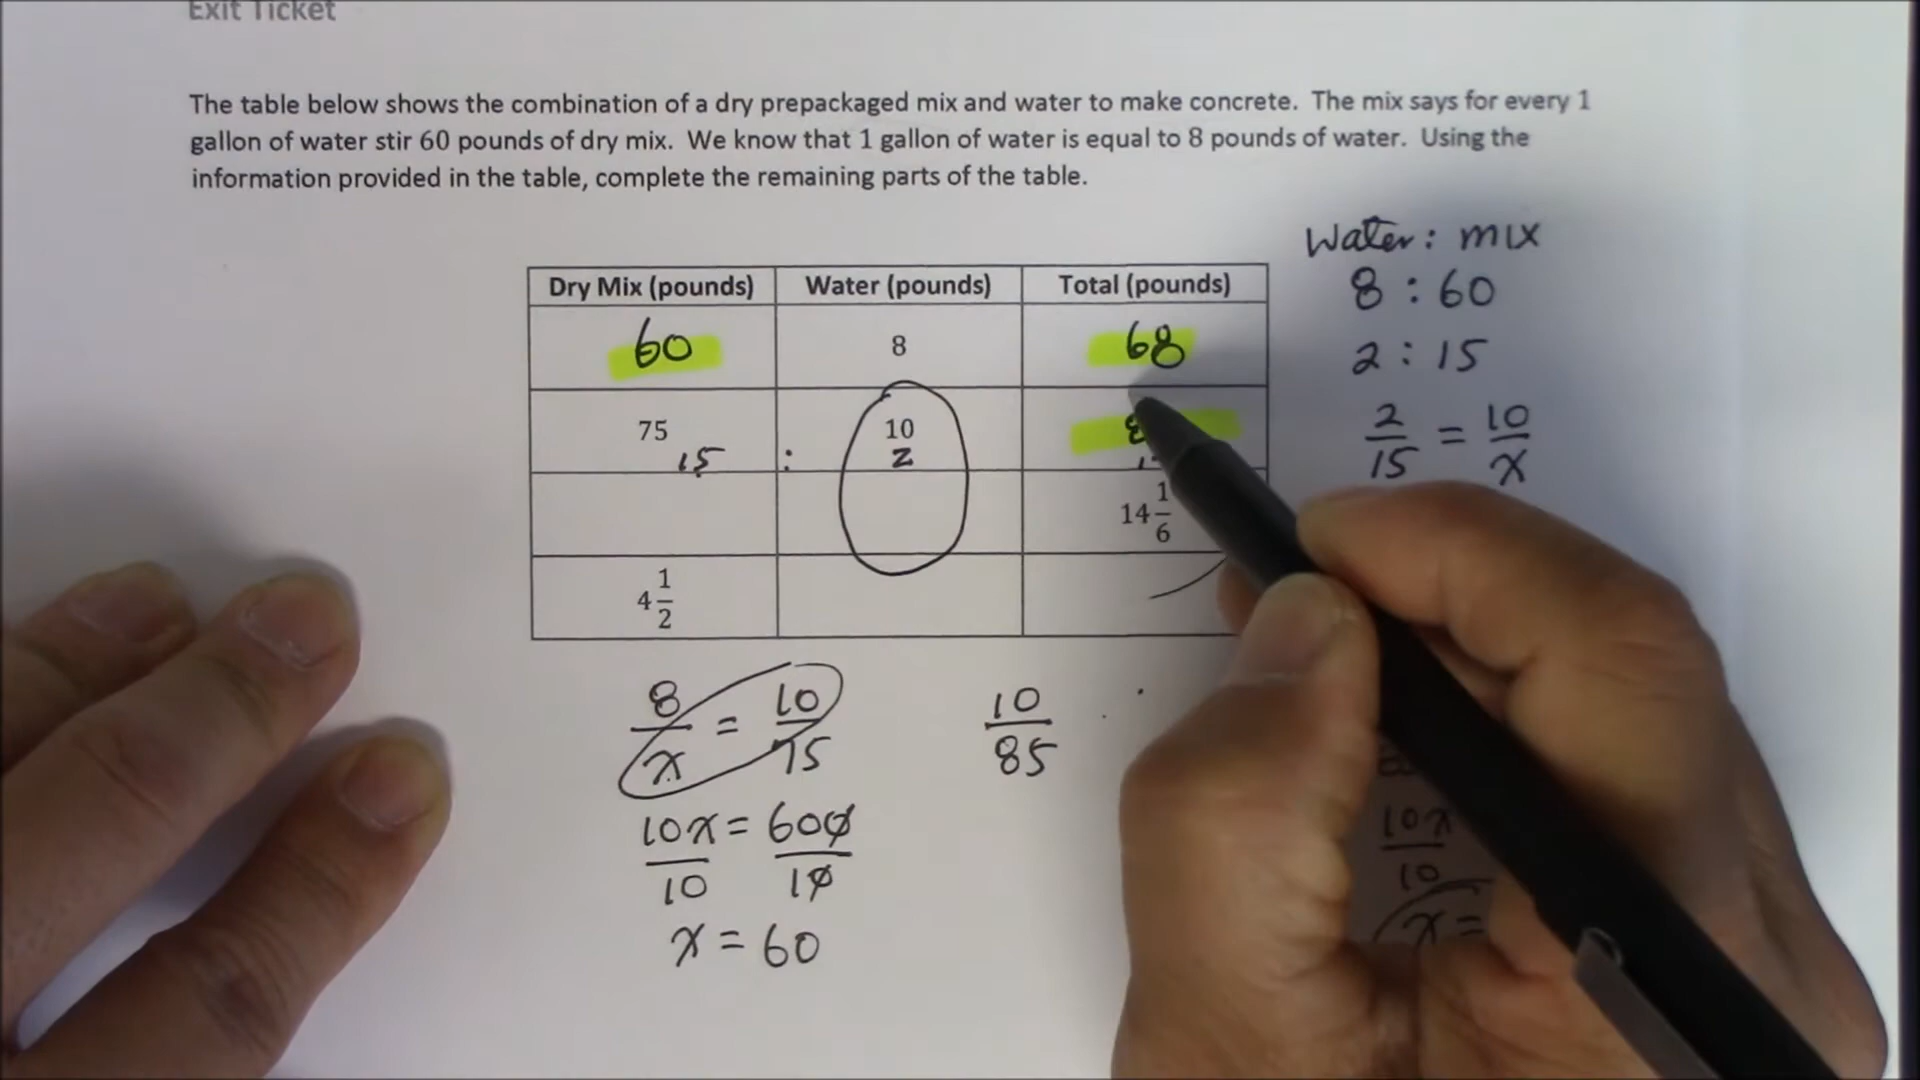 Exit Ticket
The table below shows the combination of a dry prepackaged mix and water to make concrete. The mix says for every 1
gallon of water stir 60 pounds of dry mix. We know that 1 gallon of water is equal to 8 pounds of water. Using the
information provided in the table, complete the remaining parts of the table.
Water: mix
8 : 60
2 : 15
2/15 = 10/x
Dry Mix (pounds) Water (pounds) Total (pounds)
60 8 68
75 10
15 : 2
14 1/6
4 1/2
8/x = 10/75
10x = 600
10 10
x = 60
10/85
10x
10
x =